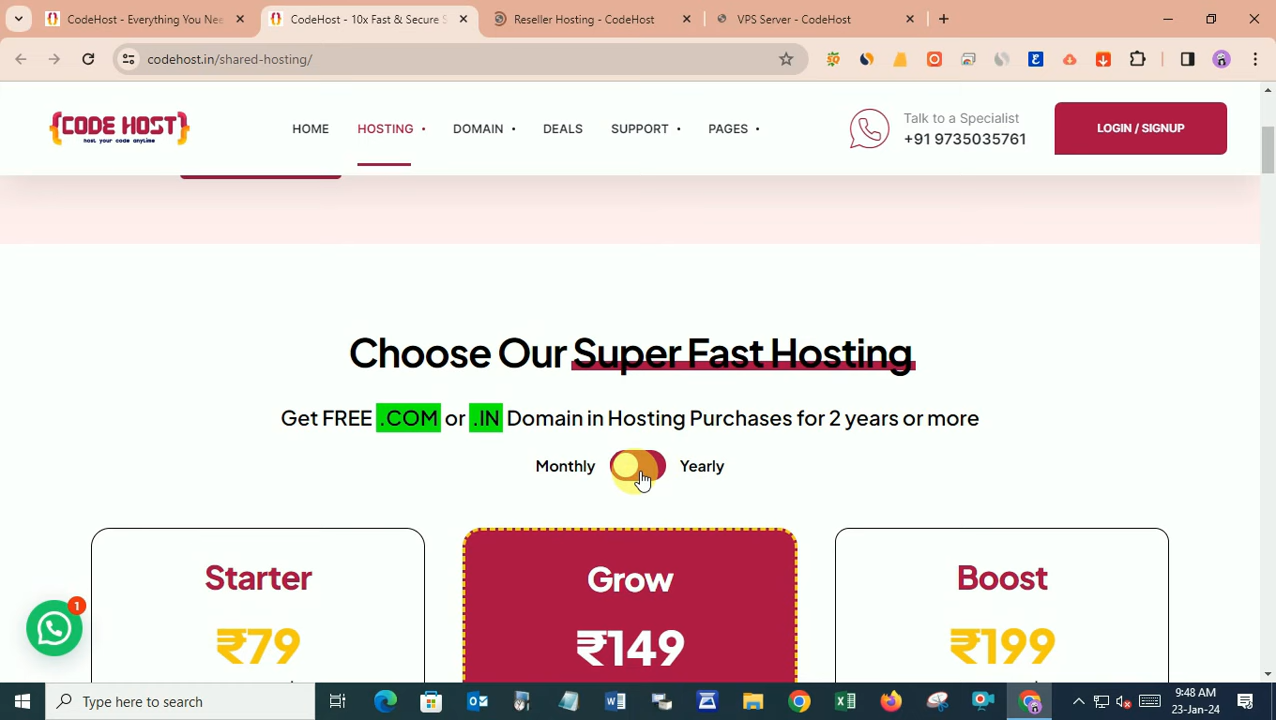 CodeHost - Everything You Nee
CodeHost - 10x Fast & Secure S
Reseller Hosting - CodeHost
VPS Server - CodeHost
codehost.in/shared-hosting/
{CODE HOST}
host your code anytime
HOME
HOSTING
DOMAIN
DEALS
SUPPORT
PAGES
Talk to a Specialist
+91 9735035761
LOGIN / SIGNUP
Choose Our Super Fast Hosting
Get FREE .COM or .IN Domain in Hosting Purchases for 2 years or more
Monthly
Yearly
Starter
₹79
Grow
₹149
Boost
₹199
1
Type here to search
9:48 AM
23-Jan-24